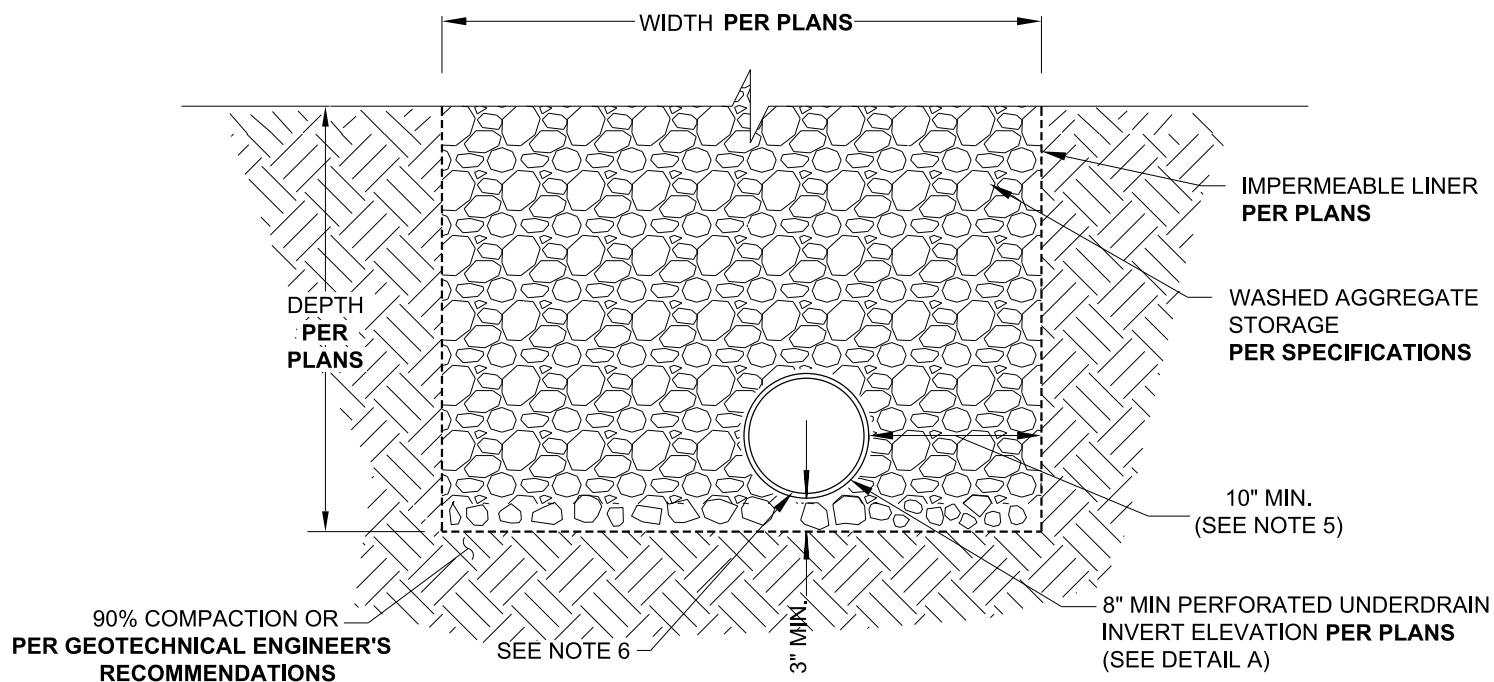 WIDTH PER PLANS
DEPTH
PER
PLANS
IMPERMEABLE LINER
PER PLANS
WASHED AGGREGATE
STORAGE
PER SPECIFICATIONS
10" MIN.
(SEE NOTE 5)
8" MIN PERFORATED UNDERDRAIN
INVERT ELEVATION PER PLANS
(SEE DETAIL A)
3" MIN.
SEE NOTE 6
90% COMPACTION OR
PER GEOTECHNICAL ENGINEER'S
RECOMMENDATIONS